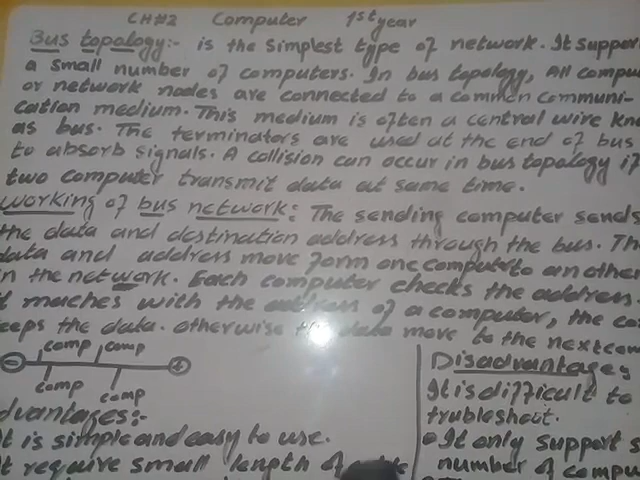 CH#2 Computer 1st year
Bus topology:- is the simplest type of network. It suppor
a small number of computers. In bus topology, All compu
or network nodes are connected to a common communi-
cation medium. This medium is often a central wire kn
as bus. The terminators are used at the end of bus
to absorb signals. A collision can occur in bus topology if
two computer transmit data at same time.
working of bus network: The sending computer sends
the data and destination address through the bus. Th
data and address move form one computer to an other
in the network. Each computer checks the address.
t maches with the address of a computer, the co
eeps the data. otherwise the data move to the next com
comp comp
comp comp
dvantages:-
t is simple and easy to use.
t require small length of
Disadvantages
It is difficult to
trubleshoot.
It only support s
number of compu